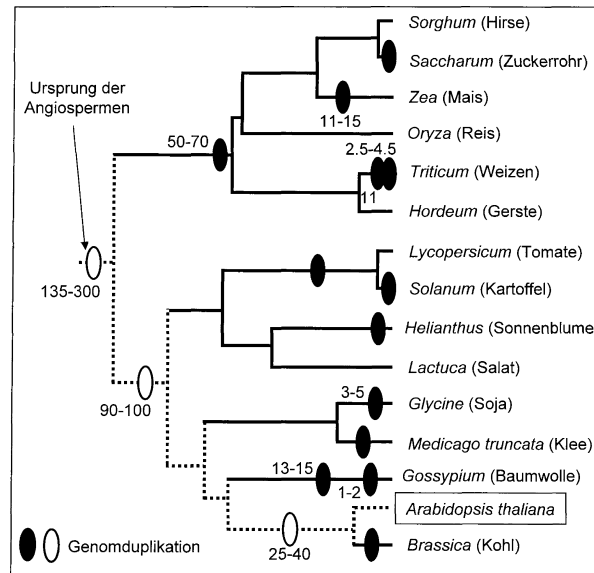 Sorghum (Hirse)
Saccharum (Zuckerrohr)
Ursprung der
Angiospermen
Zea (Mais)
11-15
50-70
Oryza (Reis)
2.5-4.5
Triticum (Weizen)
11
Hordeum (Gerste)
Lycopersicum (Tomate)
135-300
Solanum (Kartoffel)
Helianthus (Sonnenblume
Lactuca (Salat)
90-100
3-5
Glycine (Soja)
Medicago truncata (Klee)
13-15
Gossypium (Baumwolle)
1-2
Arabidopsis thaliana
Genomduplikation
25-40
Brassica (Kohl)